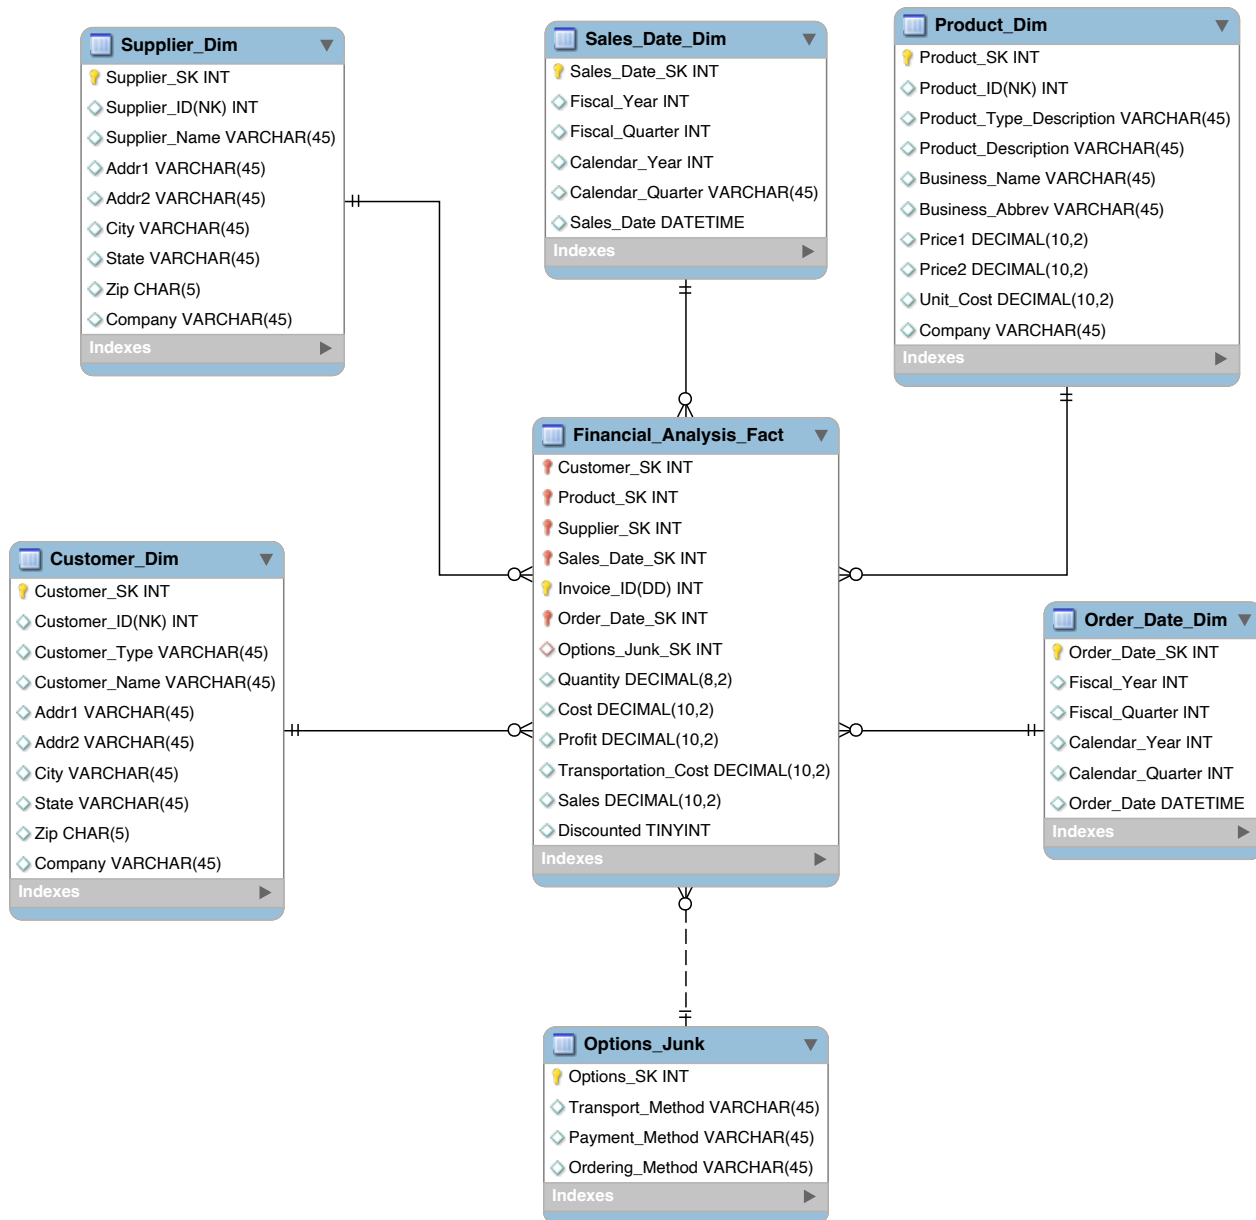 Supplier_Dim
Supplier_SK INT
Supplier_ID(NK) INT
Supplier_Name VARCHAR(45)
Addr1 VARCHAR(45)
Addr2 VARCHAR(45)
City VARCHAR(45)
State VARCHAR(45)
Zip CHAR(5)
Company VARCHAR(45)
Indexes
Sales_Date_Dim
Sales_Date_SK INT
Fiscal_Year INT
Fiscal_Quarter INT
Calendar_Year INT
Calendar_Quarter VARCHAR(45)
Sales_Date DATETIME
Indexes
Product_Dim
Product_SK INT
Product_ID(NK) INT
Product_Type_Description VARCHAR(45)
Product_Description VARCHAR(45)
Business_Name VARCHAR(45)
Business_Abbrev VARCHAR(45)
Price1 DECIMAL(10,2)
Price2 DECIMAL(10,2)
Unit_Cost DECIMAL(10,2)
Company VARCHAR(45)
Indexes
Financial_Analysis_Fact
Customer_SK INT
Product_SK INT
Supplier_SK INT
Sales_Date_SK INT
Invoice_ID(DD) INT
Order_Date_SK INT
Options_Junk_SK INT
Quantity DECIMAL(8,2)
Cost DECIMAL(10,2)
Profit DECIMAL(10,2)
Transportation_Cost DECIMAL(10,2)
Sales DECIMAL(10,2)
Discounted TINYINT
Indexes
Customer_Dim
Customer_SK INT
Customer_ID(NK) INT
Customer_Type VARCHAR(45)
Customer_Name VARCHAR(45)
Addr1 VARCHAR(45)
Addr2 VARCHAR(45)
City VARCHAR(45)
State VARCHAR(45)
Zip CHAR(5)
Company VARCHAR(45)
Indexes
Order_Date_Dim
Order_Date_SK INT
Fiscal_Year INT
Fiscal_Quarter INT
Calendar_Year INT
Calendar_Quarter INT
Order_Date DATETIME
Indexes
Options_Junk
Options_SK INT
Transport_Method VARCHAR(45)
Payment_Method VARCHAR(45)
Ordering_Method VARCHAR(45)
Indexes